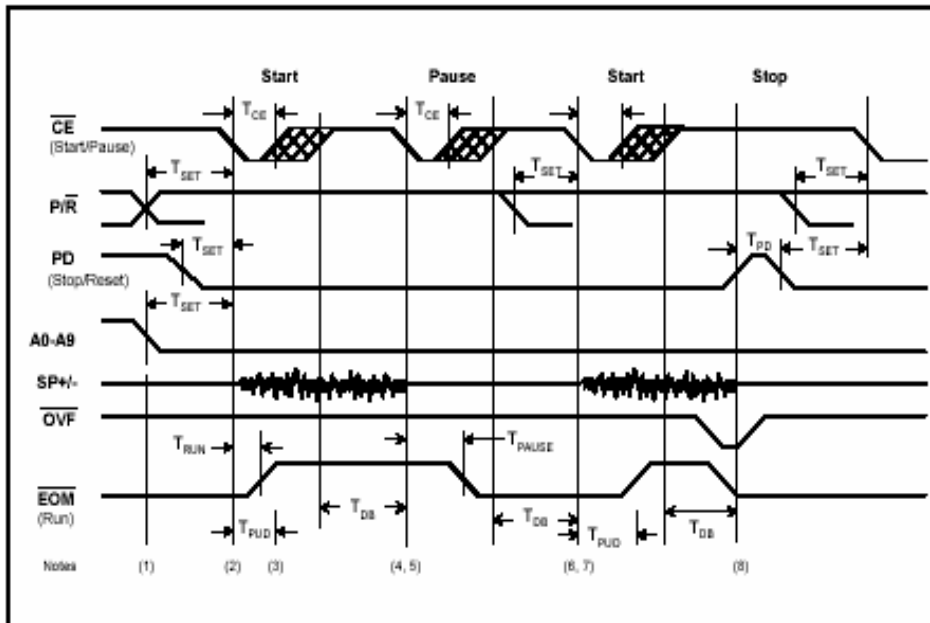 Start Pause Start Stop
TCE TCE
CE
(Start/Pause)
TSET TSET TSET
P/R
TSET TPD TSET
PD
(Stop/Reset)
TSET
A0-A9
SP+/-
OVF
TRUN TPAUSE
EOM
(Run)
TPUD TDB TDB TPUD TDB
Notes (1) (2) (3) (4, 5) (6, 7) (8)